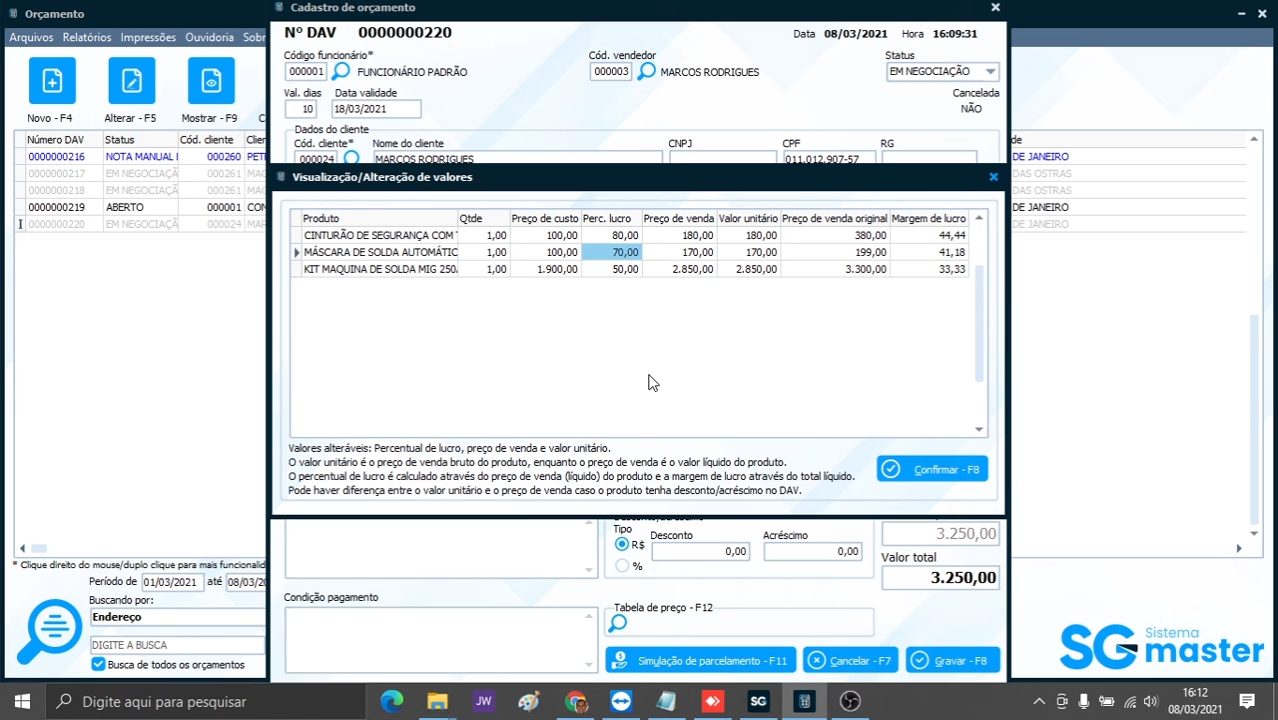 Orçamento
Cadastro de orçamento
Arquivos Relatórios Impressões Ouvidoria Sobr
Nº DAV 0000000220
Data 08/03/2021 Hora 16:09:31
Código funcionário*
000001 FUNCIONÁRIO PADRÃO
Cód. vendedor
000003 MARCOS RODRIGUES
Status
EM NEGOCIAÇÃO
Novo - F4 Alterar - F5 Mostrar - F9
Val. dias Data validade
10 18/03/2021
Cancelada
NÃO
Dados do cliente
Cód. cliente* Nome do cliente CNPJ CPF RG
000024 MARCOS RODRIGUES 011.012.907-57
Número DAV Status Cód. cliente Clien
0000000216 NOTA MANUAL 000260 PET
0000000217 EM NEGOCIAÇÃ 000261 MAC
0000000218 EM NEGOCIAÇÃ 000261 MAC
0000000219 ABERTO 000001 CON
0000000220 EM NEGOCIAÇÃ 000024 MAR
de
DE JANEIRO
DAS OSTRAS
DAS OSTRAS
DE JANEIRO
DE JANEIRO
Visualização/Alteração de valores
Produto Qtde Preço de custo Perc. lucro Preço de venda Valor unitário Preço de venda original Margem de lucro
CINTURÃO DE SEGURANÇA COM 1,00 100,00 80,00 180,00 180,00 380,00 44,44
MÁSCARA DE SOLDA AUTOMÁTIC 1,00 100,00 70,00 170,00 170,00 199,00 41,18
KIT MAQUINA DE SOLDA MIG 250 1,00 1.900,00 50,00 2.850,00 2.850,00 3.300,00 33,33
Valores alteráveis: Percentual de lucro, preço de venda e valor unitário.
O valor unitário é o preço de venda bruto do produto, enquanto o preço de venda é o valor líquido do produto.
O percentual de lucro é calculado através do preço de venda (líquido) do produto e a margem de lucro através do total líquido.
Pode haver diferença entre o valor unitário e o preço de venda caso o produto tenha desconto/acréscimo no DAV.
Confirmar - F8
Tipo Desconto Acréscimo
R$ 0,00 0,00
%
3.250,00
Valor total
3.250,00
Condição pagamento
Tabela de preço - F12
Simulação de parcelamento - F11 Cancelar - F7 Gravar - F8
* Clique direito do mouse/duplo clique para mais funcionalid
Período de 01/03/2021 até 08/03/20
Buscando por:
Endereço
DIGITE A BUSCA
Busca de todos os orçamentos
SG Sistema master
Digite aqui para pesquisar
JW
SG
16:12
08/03/2021